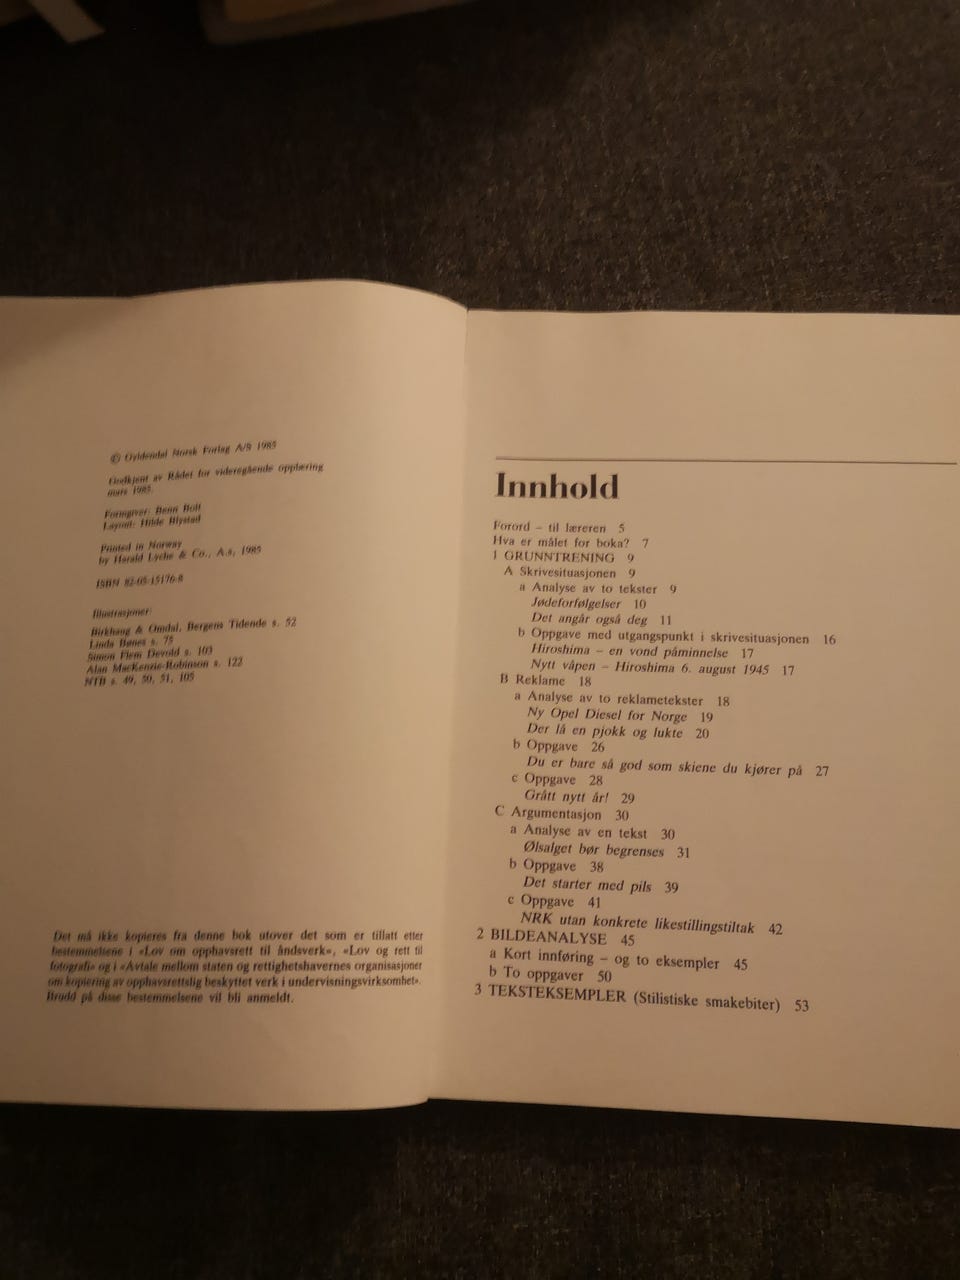 © Gyldendal Norsk Forlag A/S 1985
Godkjent av Rådet for videregående opplæring
mars 1985.
Formgiver: Benn Bolt
Layout: Hilde Blystad
Printed in Norway
by Harald Lyche & Co., A.s, 1985
ISBN 82-05-15176-8
Illustrasjoner:
Birkhaug & Omdal, Bergens Tidende s. 52
Linda Bønes s. 75
Simon Flem Devold s. 103
Alan MacKenzie-Robinson s. 122
NTB s. 49, 50, 51, 105
Det må ikke kopieres fra denne bok utover det som er tillatt etter
bestemmelsene i «Lov om opphavsrett til åndsverk», «Lov og rett til
fotografi» og i «Avtale mellom staten og rettighetshavernes organisasjoner
om kopiering av opphavsrettslig beskyttet verk i undervisningsvirksomhet».
Brudd på disse bestemmelsene vil bli anmeldt.
Innhold
Forord – til læreren 5
Hva er målet for boka? 7
1 GRUNNTRENING 9
A Skrivesituasjonen 9
a Analyse av to tekster 9
Jødeforfølgelser 10
Det angår også deg 11
b Oppgave med utgangspunkt i skrivesituasjonen 16
Hiroshima – en vond påminnelse 17
Nytt våpen – Hiroshima 6. august 1945 17
B Reklame 18
a Analyse av to reklametekster 18
Ny Opel Diesel for Norge 19
Der lå en pjokk og lukte 20
b Oppgave 26
Du er bare så god som skiene du kjører på 27
c Oppgave 28
Grått nytt år! 29
C Argumentasjon 30
a Analyse av en tekst 30
Ølsalget bør begrenses 31
b Oppgave 38
Det starter med pils 39
c Oppgave 41
NRK utan konkrete likestillingstiltak 42
2 BILDEANALYSE 45
a Kort innføring – og to eksempler 45
b To oppgaver 50
3 TEKSTEKSEMPLER (Stilistiske smakebiter) 53